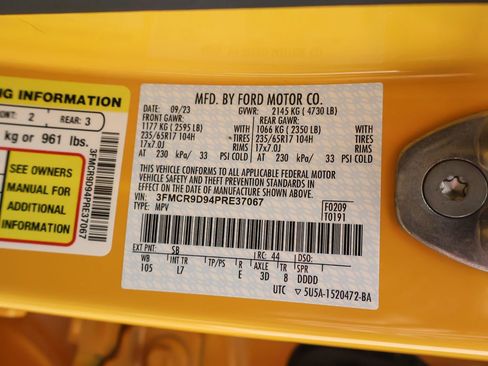 NG INFORMATION
ONT: 2 REAR: 3
kg or 961 lbs.
SEE OWNERS
MANUAL FOR
ADDITIONAL
INFORMATION
3FMCR9D94PRE37067
MFD. BY FORD MOTOR CO.
DATE: 09/23 GVWR: 2145 KG ( 4730 LB)
FRONT GAWR: REAR GAWR:
1177 KG ( 2595 LB) WITH 1066 KG ( 2350 LB) WITH
235/65R17 104H *TIRES 235/65R17 104H *TIRES
17x7.0J RIMS 17x7.0J RIMS
AT 230 kPa/ 33 PSI COLD AT 230 kPa/ 33 PSI COLD
THIS VEHICLE CONFORMS TO ALL APPLICABLE FEDERAL MOTOR
VEHICLE SAFETY AND THEFT PREVENTION STANDARDS IN
EFFECT ON THE DATE OF MANUFACTURE SHOWN ABOVE.
VIN: 3FMCR9D94PRE37067 F0209
TYPE: MPV T0191
EXT PNT: SB RC: 44 DSO:
WB INT TR TP/PS R AXLE TR SPR
105 L7 E 3D 8 DDDD
UTC ▽ 5U5A-1520472-BA